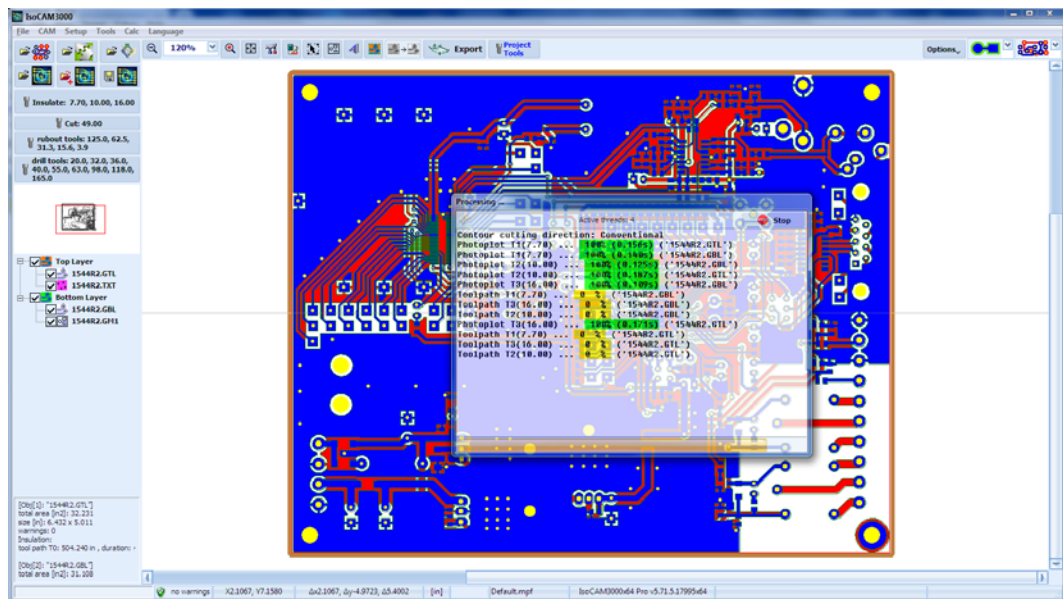 IsoCAM3000
File CAM Setup Tools Calc Language
120%
Export
Project
Tools
Options
Insulate: 7.70, 10.00, 16.00
Cut: 49.00
rubout tools: 125.0, 62.5,
31.3, 15.6, 3.9
drill tools: 20.0, 32.0, 36.0,
40.0, 55.0, 63.0, 98.0, 118.0,
165.0
Top Layer
1544R2.GTL
1544R2.TXT
Bottom Layer
1544R2.GBL
1544R2.GM1
Processing ...
Active threads: 4
Stop
Contour cutting direction: Conventional
Photoplot T1(7.70) ... 100% (0.156s) ('1544R2.GTL')
Photoplot T1(7.70) ... 100% (0.140s) ('1544R2.GBL')
Photoplot T2(10.00) ... 100% (0.125s) ('1544R2.GBL')
Photoplot T2(10.00) ... 100% (0.187s) ('1544R2.GTL')
Photoplot T3(16.00) ... 100% (0.109s) ('1544R2.GBL')
Toolpath T1(7.70) ... 0 % ('1544R2.GBL')
Toolpath T3(16.00) ... 0 % ('1544R2.GBL')
Toolpath T2(10.00) ... 0 % ('1544R2.GBL')
Photoplot T3(16.00) ... 100% (0.171s) ('1544R2.GTL')
Toolpath T1(7.70) ... 0 % ('1544R2.GTL')
Toolpath T3(16.00) ... 0 % ('1544R2.GTL')
Toolpath T2(10.00) ... 0 % ('1544R2.GTL')
[Obj[1]: "1544R2.GTL"]
total area [in2]: 32.231
size [in]: 6.432 x 5.011
warnings: 0
Insulation:
tool path T0: 504.240 in , duration: -
[Obj[2]: "1544R2.GBL"]
total area [in2]: 31.108
no warnings X2.1067, Y7.1580 Δx2.1067, Δy-4.9723, Δ5.4002 [in] Default.mpf IsoCAM3000x64 Pro v5.71.5.17995x64